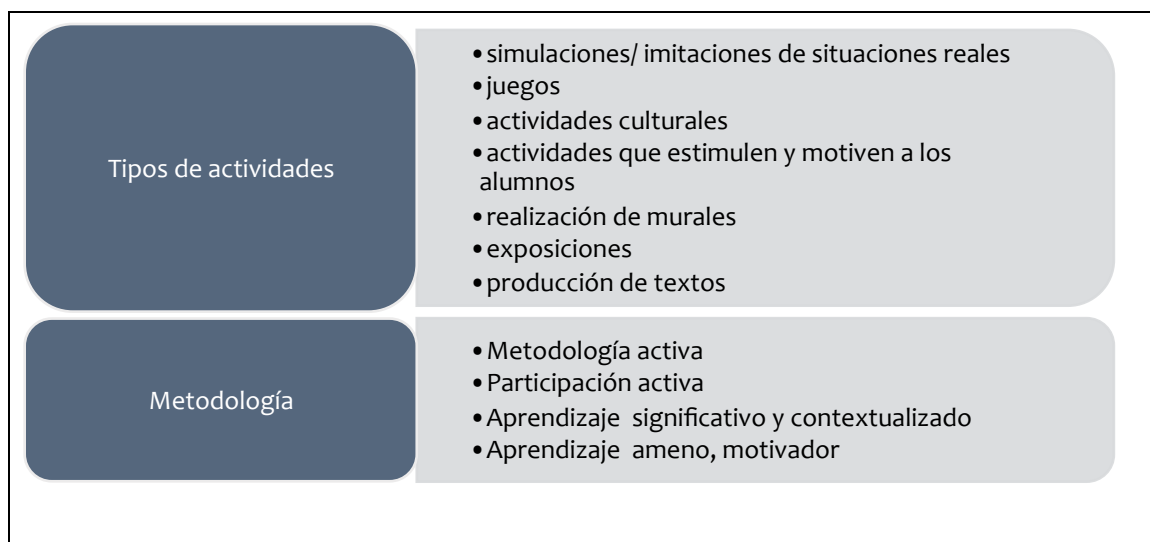 Tipos de actividades
•simulaciones/ imitaciones de situaciones reales
•juegos
•actividades culturales
•actividades que estimulen y motiven a los
alumnos
•realización de murales
•exposiciones
•producción de textos
Metodología
•Metodología activa
•Participación activa
•Aprendizaje significativo y contextualizado
•Aprendizaje ameno, motivador